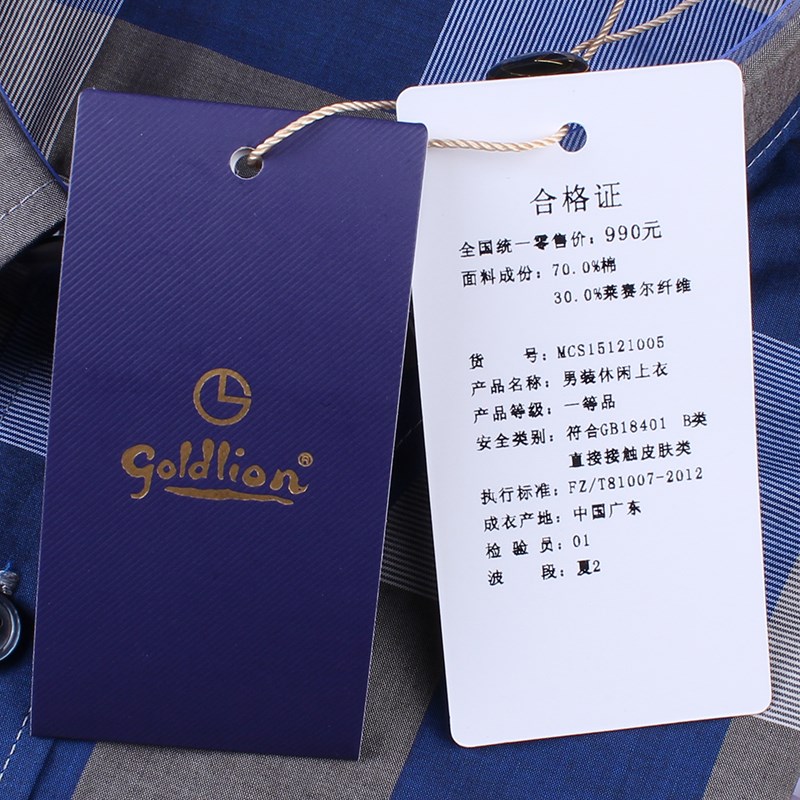 Goldlion®
合格证
全国统一零售价：990元
面料成份：70.0%棉
30.0%莱赛尔纤维
货 号：MCS15121005
产品名称：男装休闲上衣
产品等级：一等品
安全类别：符合GB18401 B类
直接接触皮肤类
执行标准：FZ/T81007-2012
成衣产地：中国广东
检 验 员：01
波 段：夏2